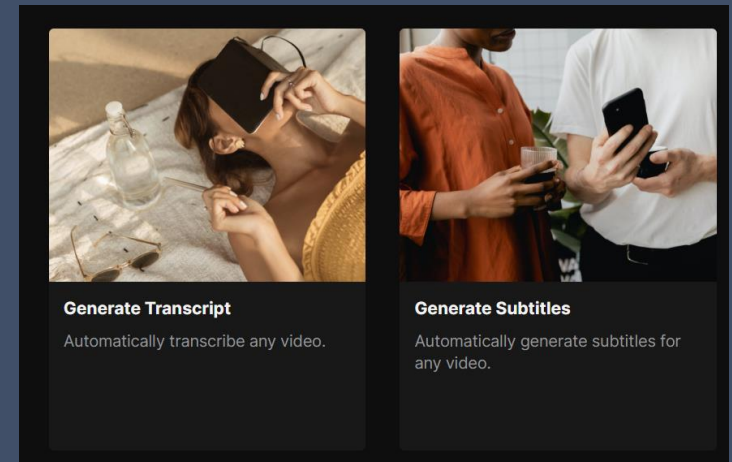 Generate Transcript
Automatically transcribe any video.
Generate Subtitles
Automatically generate subtitles for
any video.